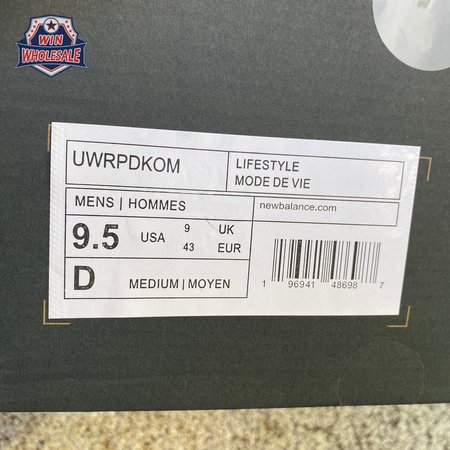 WIN
WHOLESALE
UWRPDKOM
LIFESTYLE
MODE DE VIE
MENS | HOMMES
newbalance.com
9.5 USA 9 UK
43 EUR
D MEDIUM | MOYEN
1 96941 48698 7